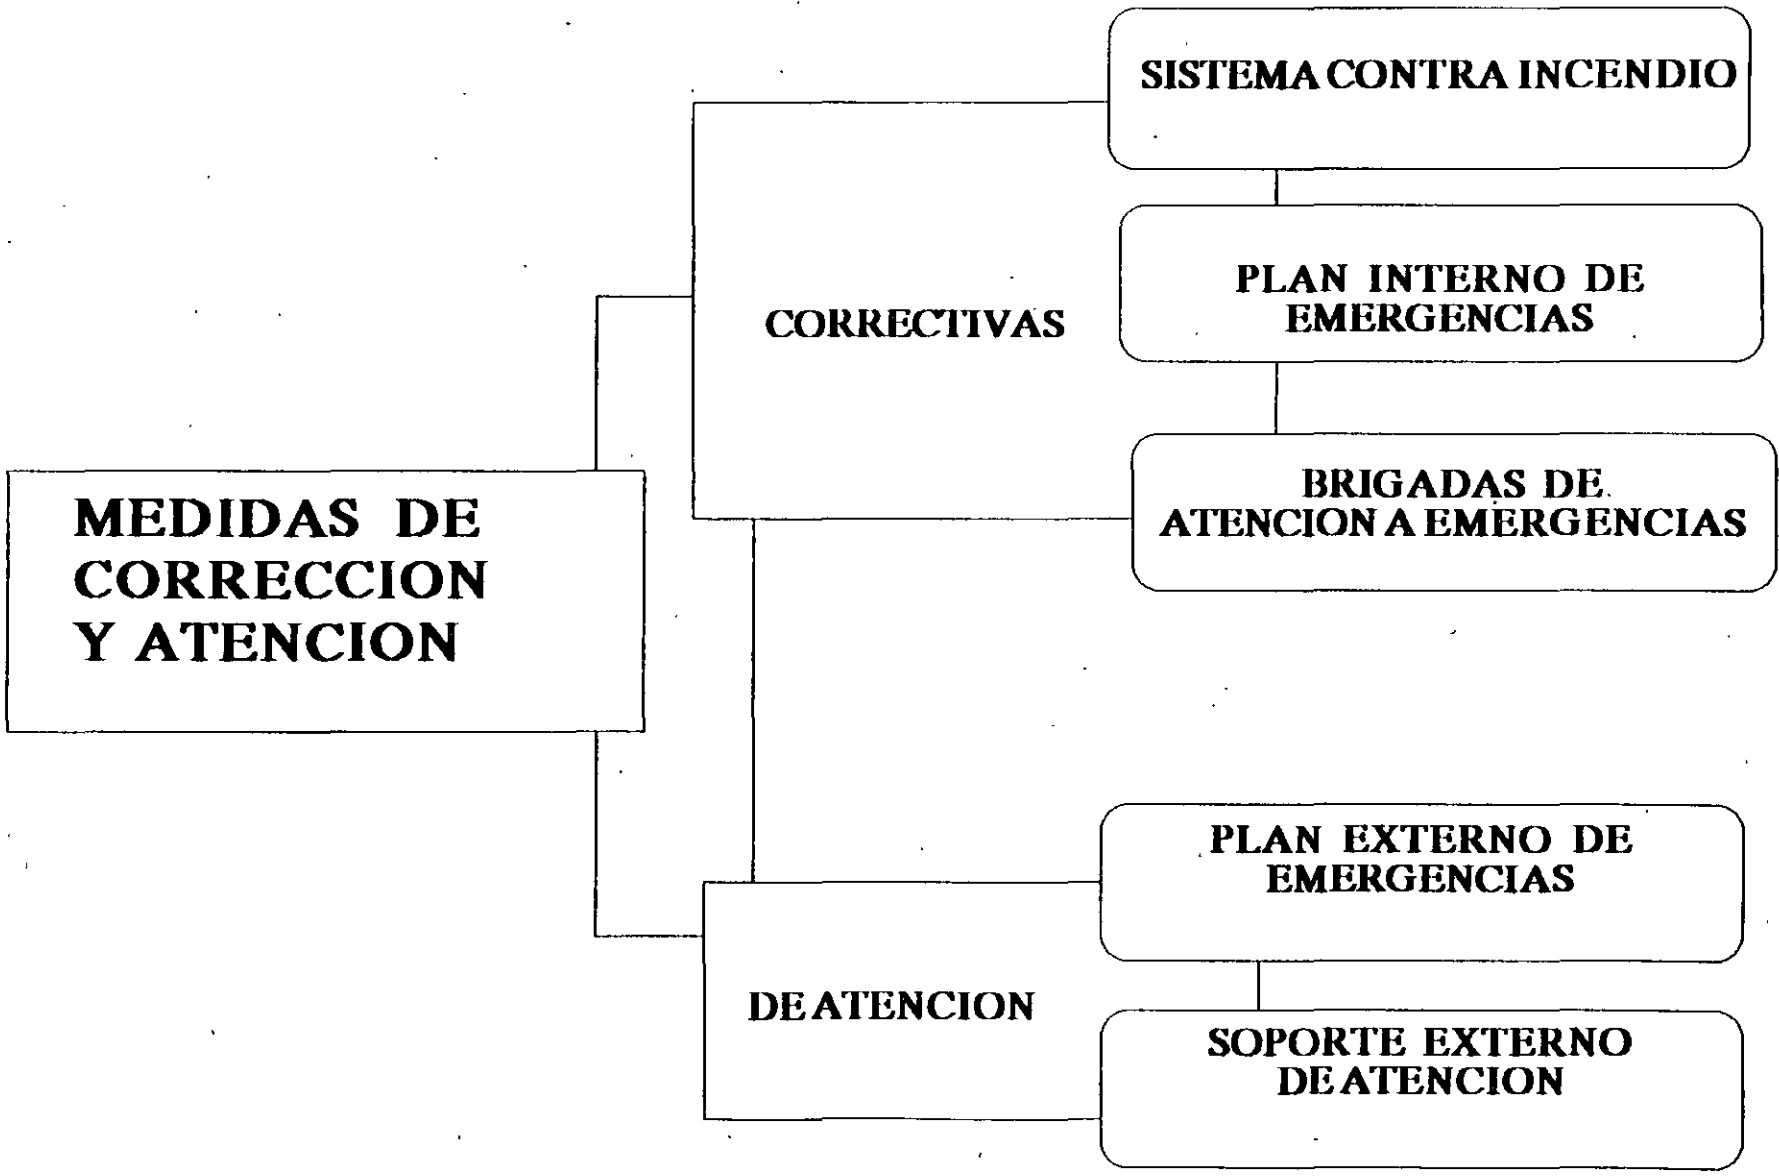 SISTEMA CONTRA INCENDIO
PLAN INTERNO DE
EMERGENCIAS
CORRECTIVAS
BRIGADAS DE
ATENCION A EMERGENCIAS
MEDIDAS DE
CORRECCION
Y ATENCION
PLAN EXTERNO DE
EMERGENCIAS
DE ATENCION
SOPORTE EXTERNO
DE ATENCION